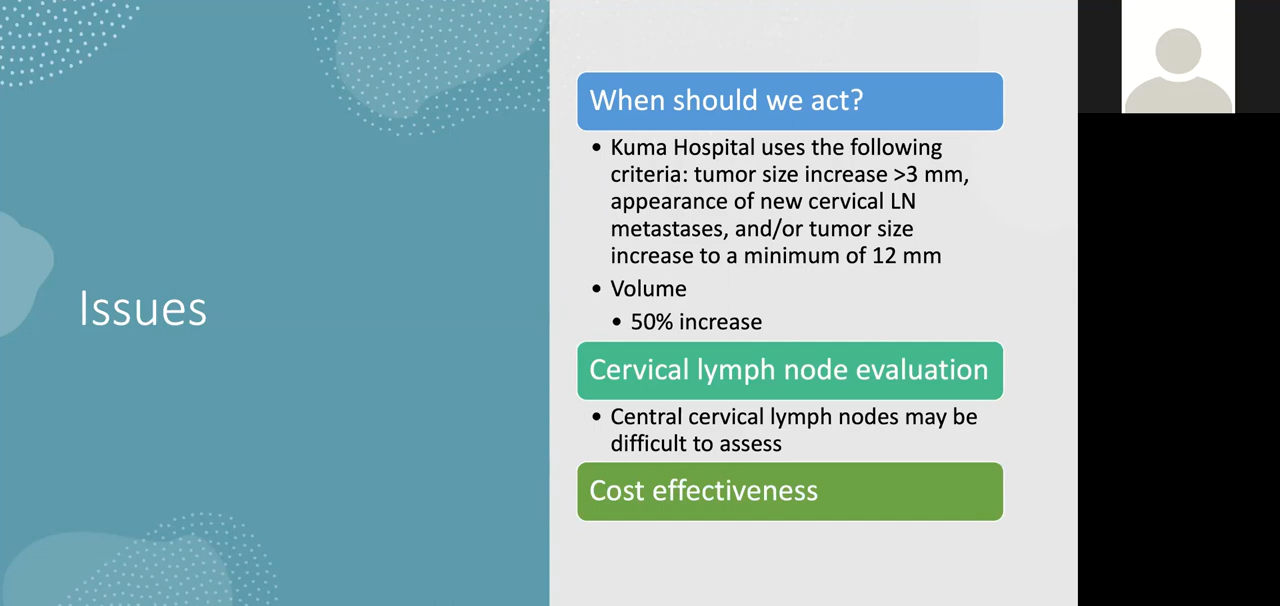 Issues
When should we act?
• Kuma Hospital uses the following
criteria: tumor size increase >3 mm,
appearance of new cervical LN
metastases, and/or tumor size
increase to a minimum of 12 mm
• Volume
• 50% increase
Cervical lymph node evaluation
• Central cervical lymph nodes may be
difficult to assess
Cost effectiveness